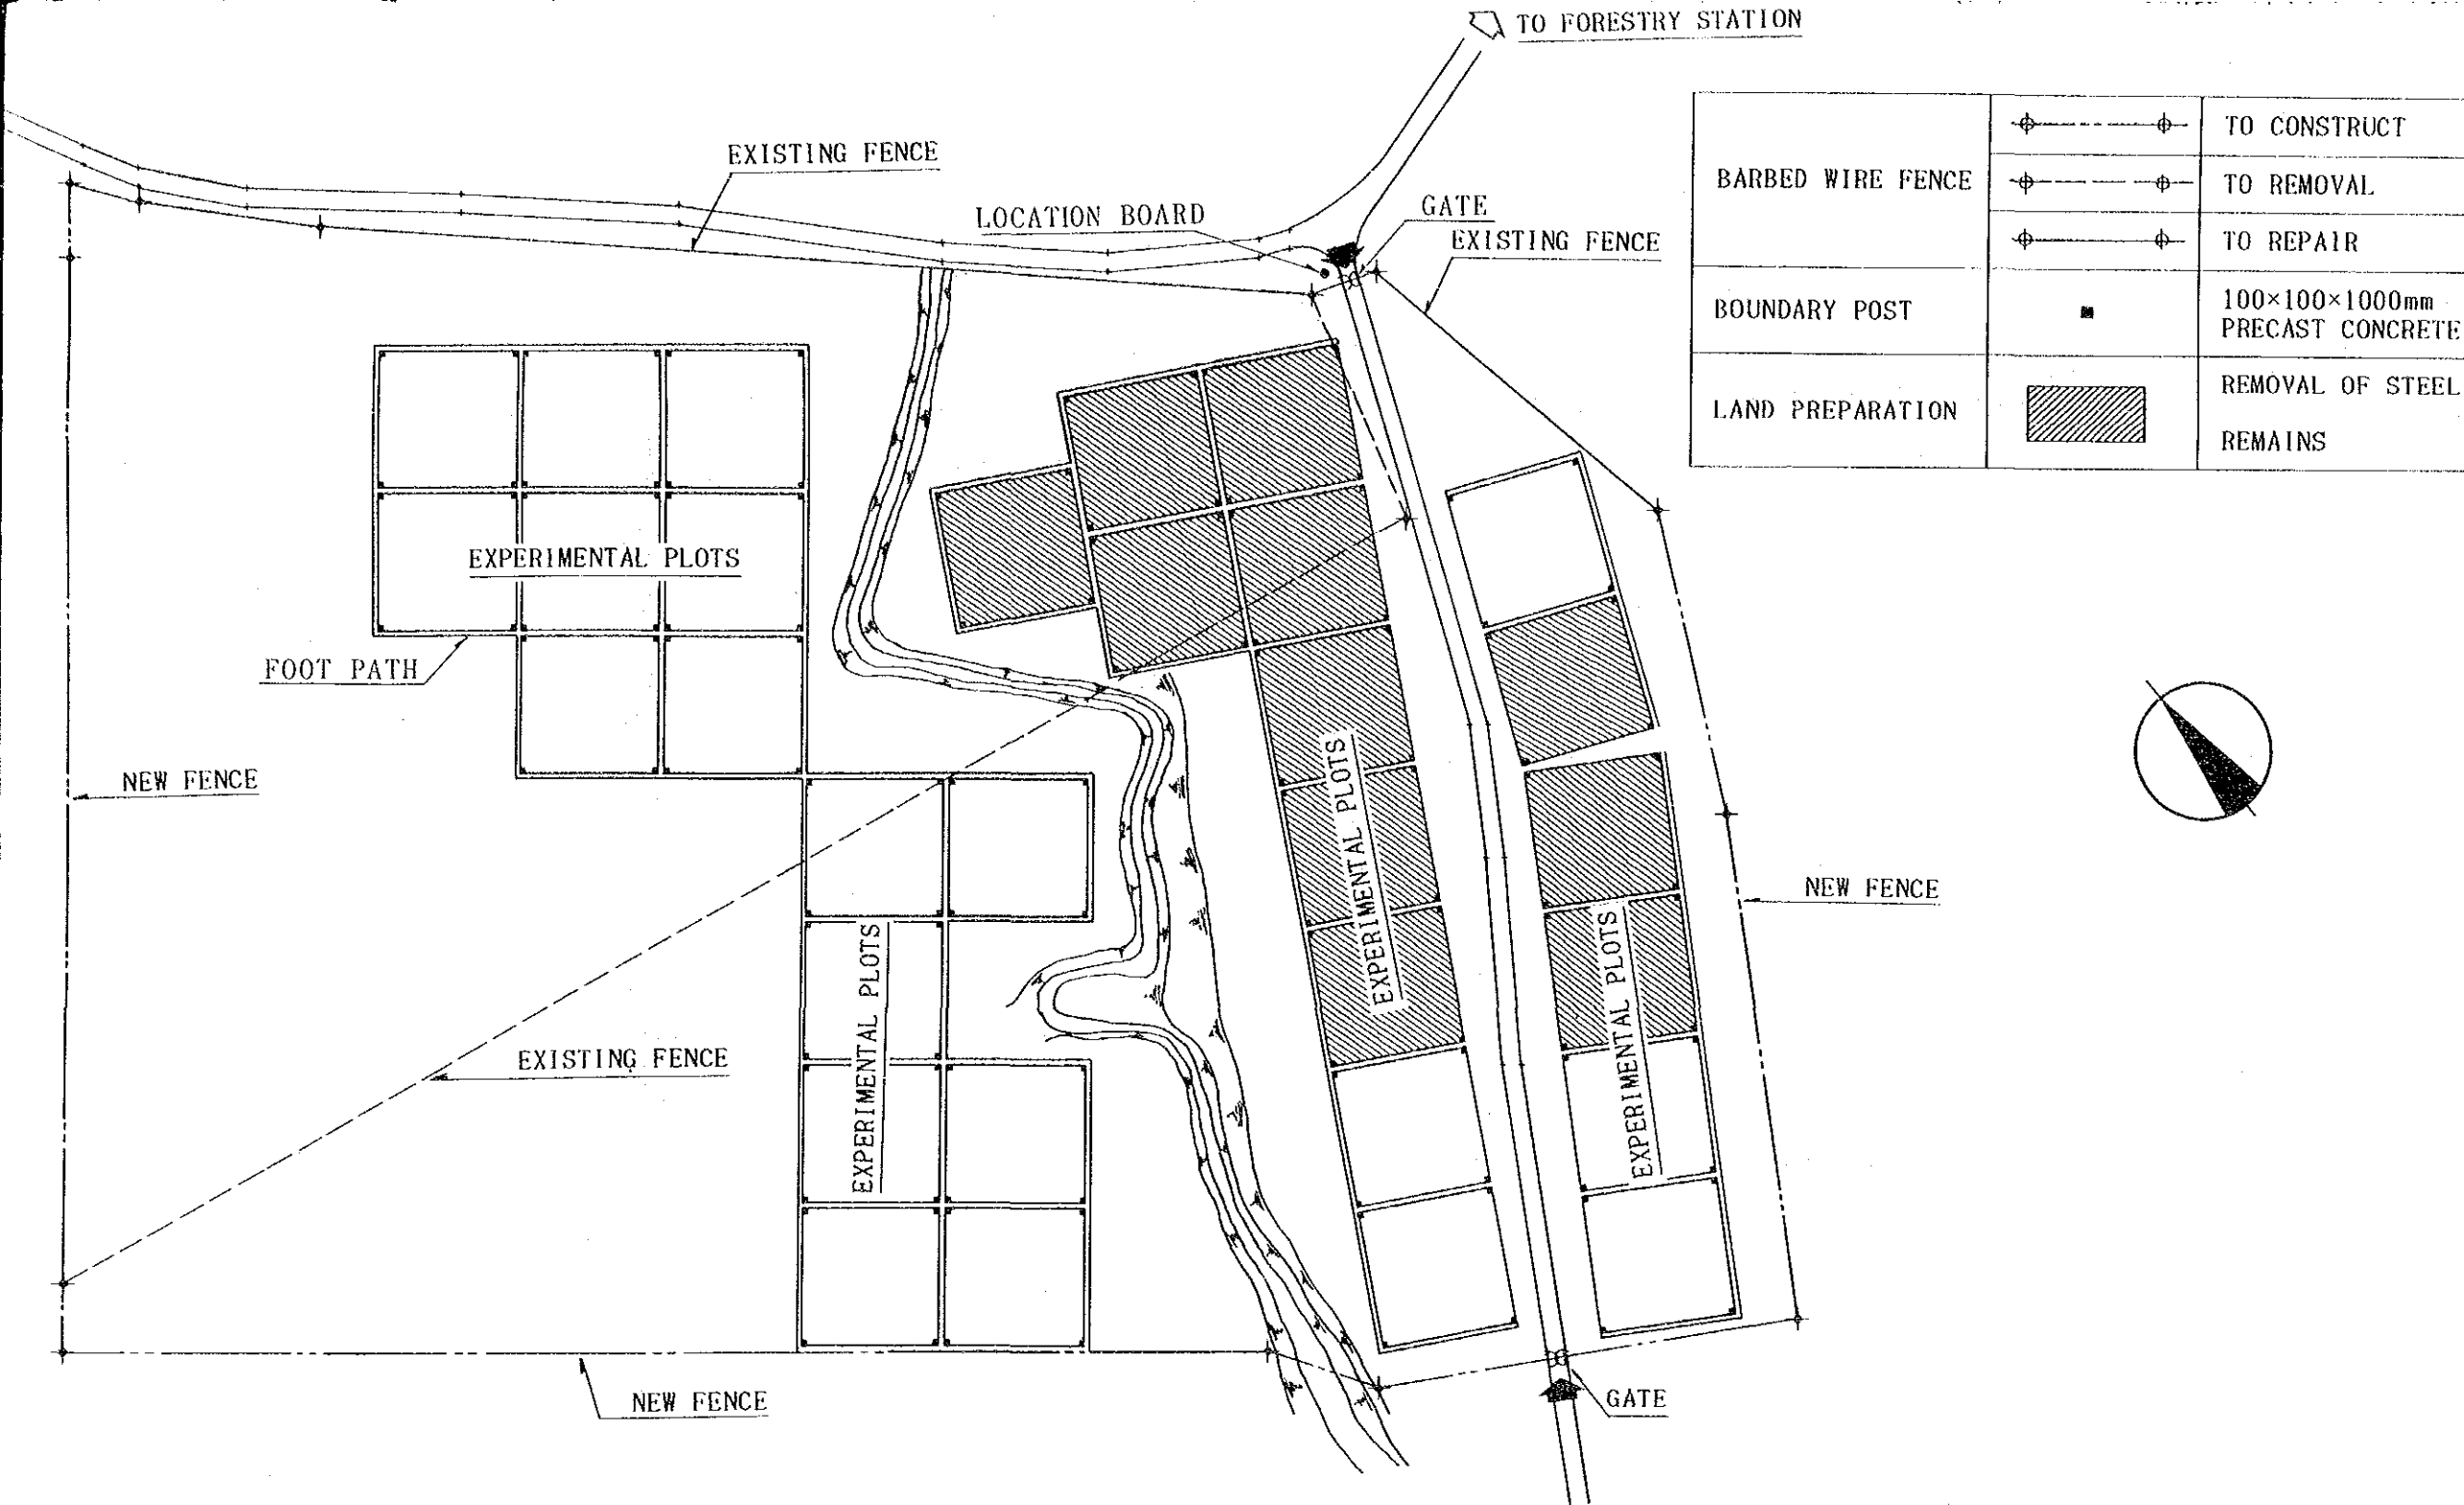 TO FORESTRY STATION
EXISTING FENCE
LOCATION BOARD
GATE
EXISTING FENCE
BARBED WIRE FENCE
TO CONSTRUCT
TO REMOVAL
TO REPAIR
BOUNDARY POST
100×100×1000mm
PRECAST CONCRETE
LAND PREPARATION
REMOVAL OF STEEL
REMAINS
EXPERIMENTAL PLOTS
FOOT PATH
NEW FENCE
EXPERIMENTAL PLOTS
NEW FENCE
EXPERIMENTAL PLOTS
EXPERIMENTAL PLOTS
EXISTING FENCE
NEW FENCE
GATE